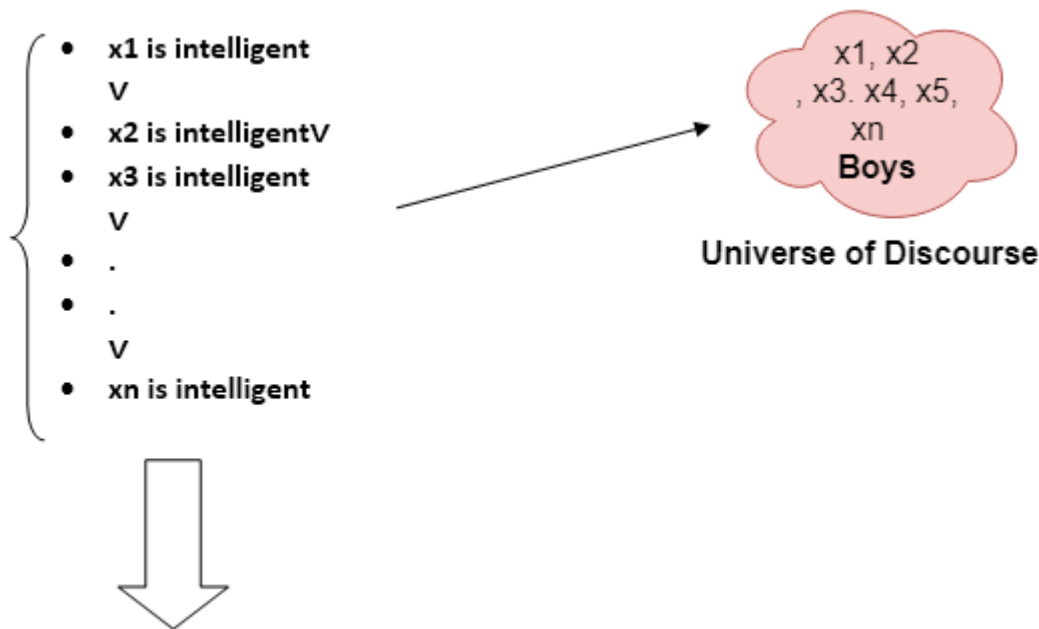 • x1 is intelligent
∨
• x2 is intelligent∨
• x3 is intelligent
∨
• .
• .
∨
• xn is intelligent
x1, x2
, x3. x4, x5,
xn
Boys
Universe of Discourse